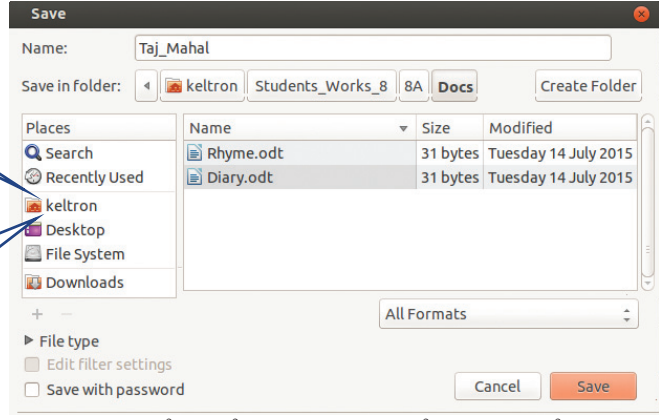 Save
Name: Taj_Mahal
Save in folder: keltron Students_Works_8 8A Docs Create Folder
Places Name Size Modified
Search Rhyme.odt 31 bytes Tuesday 14 July 2015
Recently Used Diary.odt 31 bytes Tuesday 14 July 2015
keltron
Desktop
File System
Downloads
+ − All Formats
File type
Edit filter settings
Save with password Cancel Save